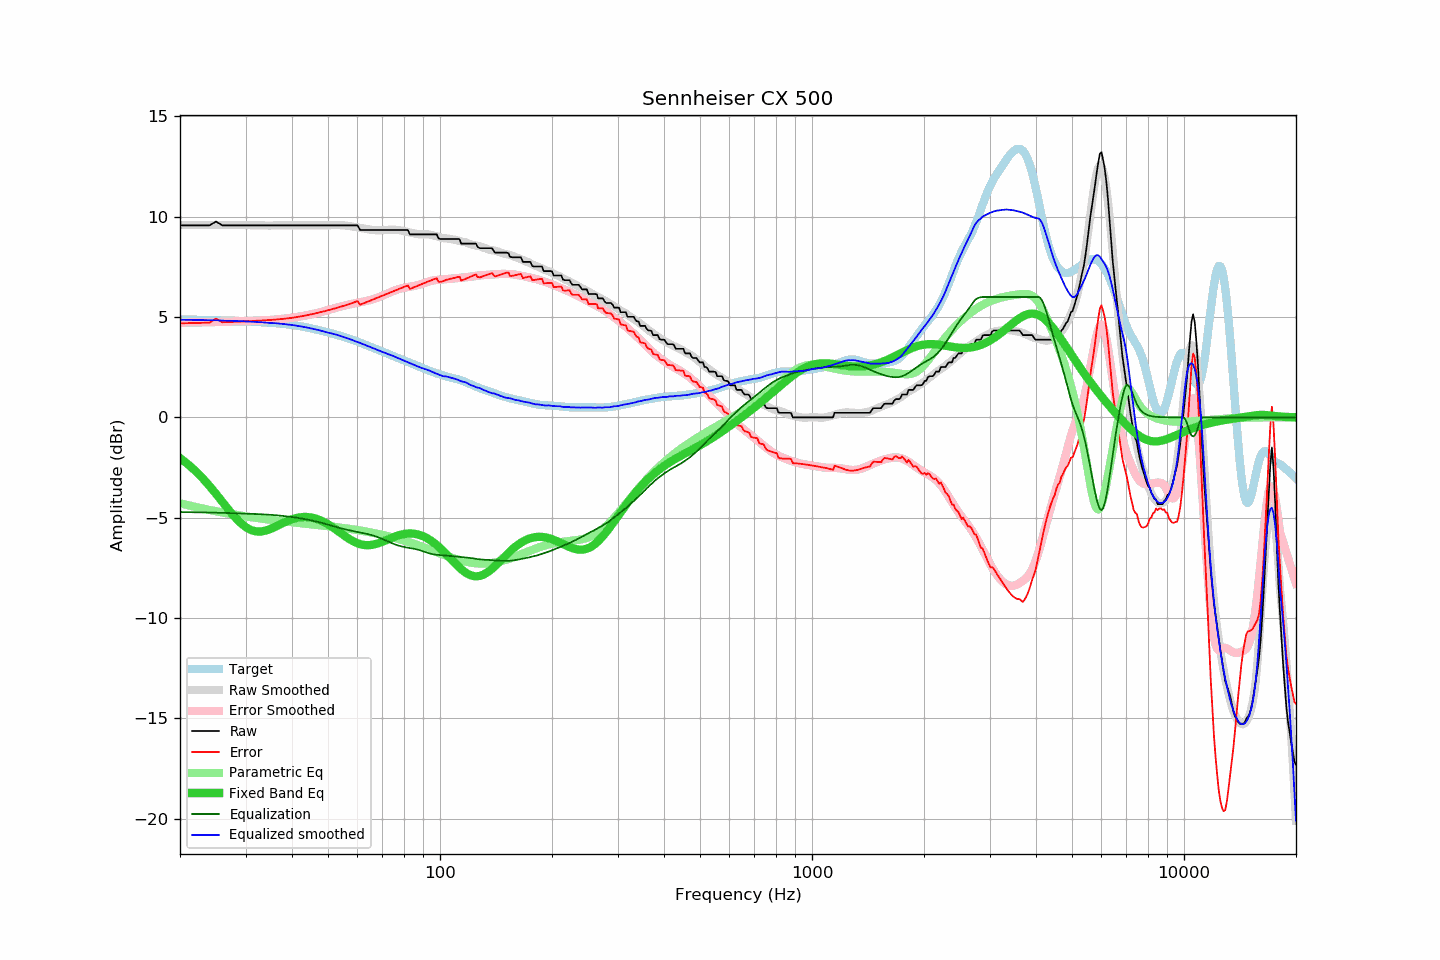 Sennheiser CX 500
15
10
5
0
−5
−10
−15
−20
Amplitude (dBr)
Target
Raw Smoothed
Error Smoothed
Raw
Error
Parametric Eq
Fixed Band Eq
Equalization
Equalized smoothed
100
1000
10000
Frequency (Hz)